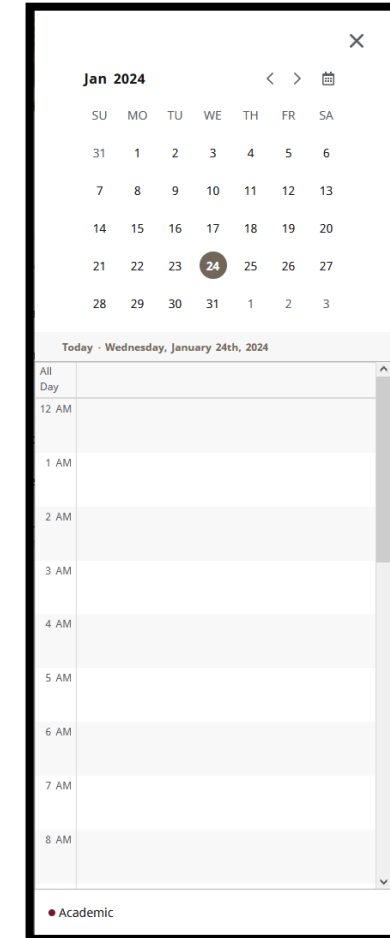 Jan 2024
SU MO TU WE TH FR SA
31 1 2 3 4 5 6
7 8 9 10 11 12 13
14 15 16 17 18 19 20
21 22 23 24 25 26 27
28 29 30 31 1 2 3
Today · Wednesday, January 24th, 2024
All
Day
12 AM
1 AM
2 AM
3 AM
4 AM
5 AM
6 AM
7 AM
8 AM
Academic